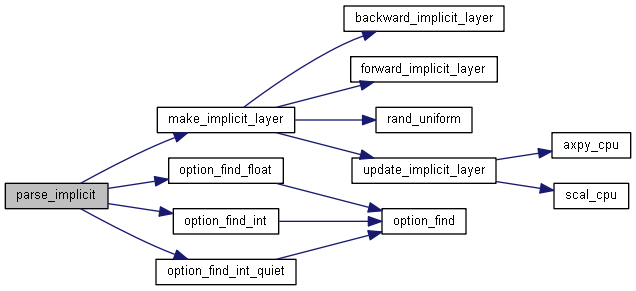 backward_implicit_layer
forward_implicit_layer
make_implicit_layer
rand_uniform
axpy_cpu
option_find_float
update_implicit_layer
parse_implicit
scal_cpu
option_find_int
option_find
option_find_int_quiet